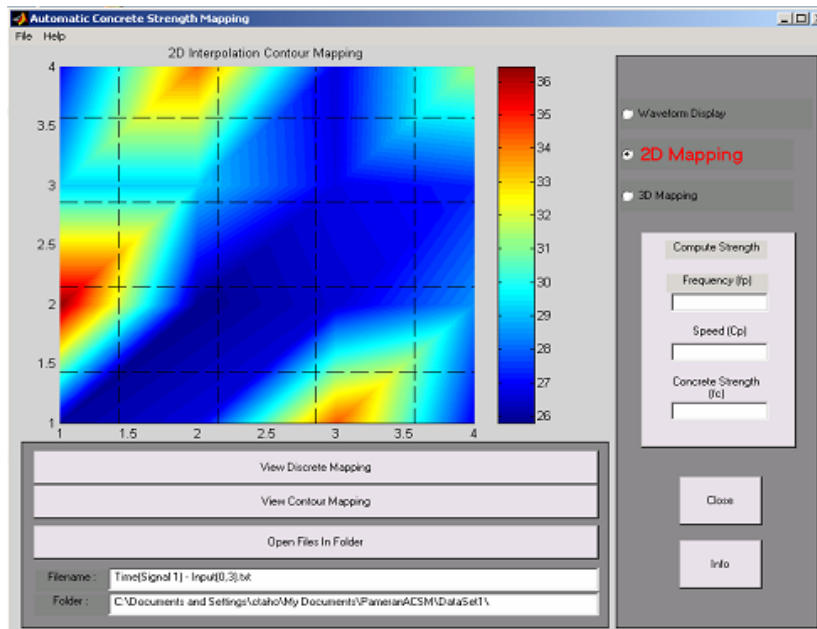 Automatic Concrete Strength Mapping
File Help
2D Interpolation Contour Mapping
4
3.5
3
2.5
2
1.5
1
1 1.5 2 2.5 3 3.5 4
36
35
34
33
32
31
30
29
28
27
26
Waveform Display
2D Mapping
3D Mapping
Compute Strength
Frequency (fp)
Speed (Cp)
Concrete Strength
(fc)
Close
Info
View Discrete Mapping
View Contour Mapping
Open Files In Folder
Filename : Time(Signal 1) - Input(0,3).txt
Folder : C:\Documents and Settings\ctaho\My Documents\PameranACSM\DataSet1\